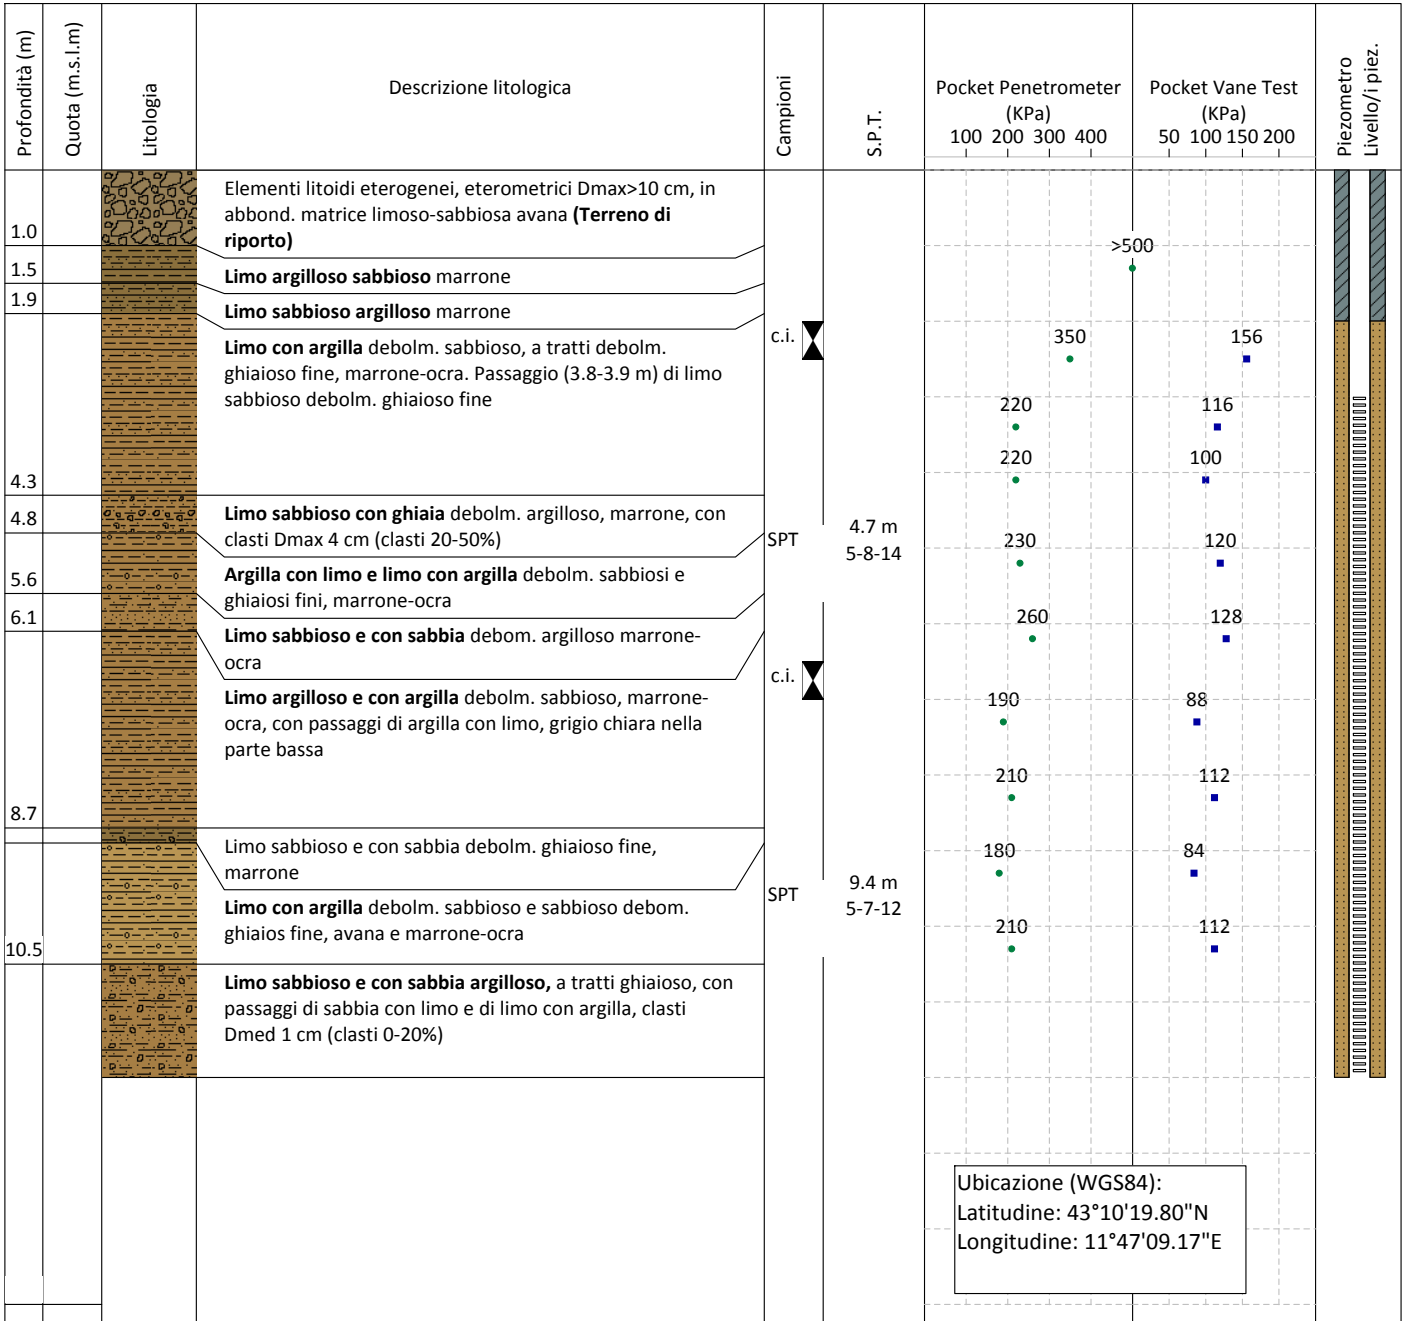 Profondità (m)
Quota (m.s.l.m)
Litologia
Descrizione litologica
Campioni
S.P.T.
Pocket Penetrometer
(KPa)
100 200 300 400
Pocket Vane Test
(KPa)
50 100 150 200
Piezometro
Livello/i piez.
1.0
Elementi litoidi eterogenei, eterometrici Dmax>10 cm, in
abbond. matrice limoso-sabbiosa avana (Terreno di
riporto)
>500
1.5
Limo argilloso sabbioso marrone
1.9
Limo sabbioso argilloso marrone
c.i.
350
156
Limo con argilla debolm. sabbioso, a tratti debolm.
ghiaioso fine, marrone-ocra. Passaggio (3.8-3.9 m) di limo
sabbioso debolm. ghiaioso fine
220
116
220
100
4.3
4.8
Limo sabbioso con ghiaia debolm. argilloso, marrone, con
clasti Dmax 4 cm (clasti 20-50%)
SPT
4.7 m
5-8-14
230
120
5.6
Argilla con limo e limo con argilla debolm. sabbiosi e
ghiaiosi fini, marrone-ocra
6.1
260
128
Limo sabbioso e con sabbia debom. argilloso marrone-
ocra
c.i.
Limo argilloso e con argilla debolm. sabbioso, marrone-
ocra, con passaggi di argilla con limo, grigio chiara nella
parte bassa
190
88
210
112
8.7
Limo sabbioso e con sabbia debolm. ghiaioso fine,
marrone
180
84
SPT
9.4 m
5-7-12
Limo con argilla debolm. sabbioso e sabbioso debom.
ghiaios fine, avana e marrone-ocra
210
112
10.5
Limo sabbioso e con sabbia argilloso, a tratti ghiaioso, con
passaggi di sabbia con limo e di limo con argilla, clasti
Dmed 1 cm (clasti 0-20%)
Ubicazione (WGS84):
Latitudine: 43°10'19.80"N
Longitudine: 11°47'09.17"E